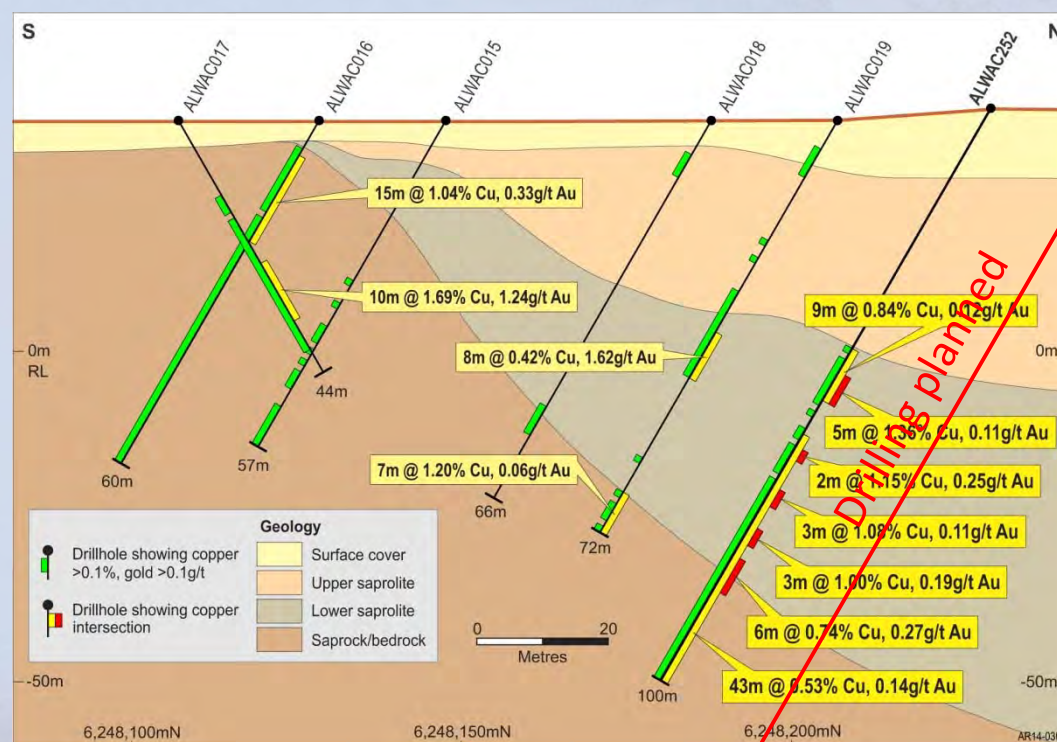 S
N
ALWAC017
ALWAC016
ALWAC015
ALWAC018
ALWAC019
ALWAC252
15m @ 1.04% Cu, 0.33g/t Au
10m @ 1.69% Cu, 1.24g/t Au
8m @ 0.42% Cu, 1.62g/t Au
7m @ 1.20% Cu, 0.06g/t Au
9m @ 0.84% Cu, 0.12g/t Au
5m @ 1.36% Cu, 0.11g/t Au
2m @ 1.15% Cu, 0.25g/t Au
3m @ 1.08% Cu, 0.11g/t Au
3m @ 1.00% Cu, 0.19g/t Au
6m @ 0.74% Cu, 0.27g/t Au
43m @ 0.53% Cu, 0.14g/t Au
Drilling planned
0m
RL
0m
44m
57m
60m
66m
72m
100m
-50m
-50m
Geology
Drillhole showing copper
>0.1%, gold >0.1g/t
Drillhole showing copper
intersection
Surface cover
Upper saprolite
Lower saprolite
Saprock/bedrock
0
20
Metres
6,248,100mN
6,248,150mN
6,248,200mN